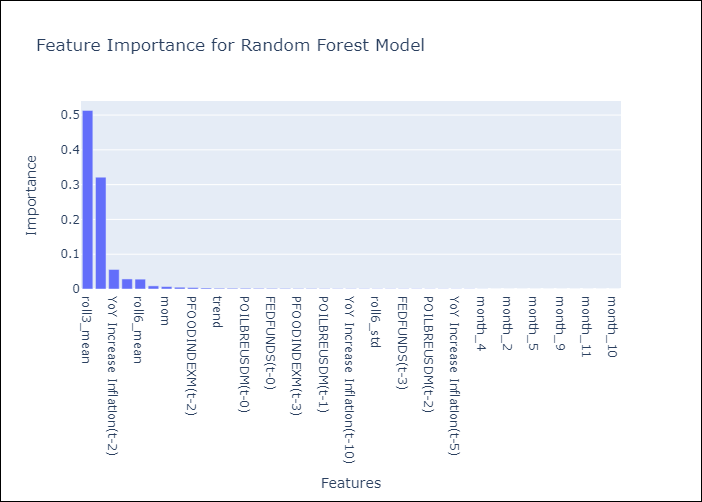 Feature Importance for Random Forest Model
0.5
0.4
0.3
0.2
0.1
0
Importance
roll3_mean
YoY Increase Inflation(t-2)
roll6_mean
mom
PFOODINDEXM(t-2)
trend
POILBREUSDM(t-0)
FEDFUNDS(t-0)
PFOODINDEXM(t-3)
POILBREUSDM(t-1)
YoY Increase Inflation(t-10)
roll6_std
FEDFUNDS(t-3)
POILBREUSDM(t-2)
YoY Increase Inflation(t-5)
month_4
month_2
month_5
month_9
month_11
month_10
Features